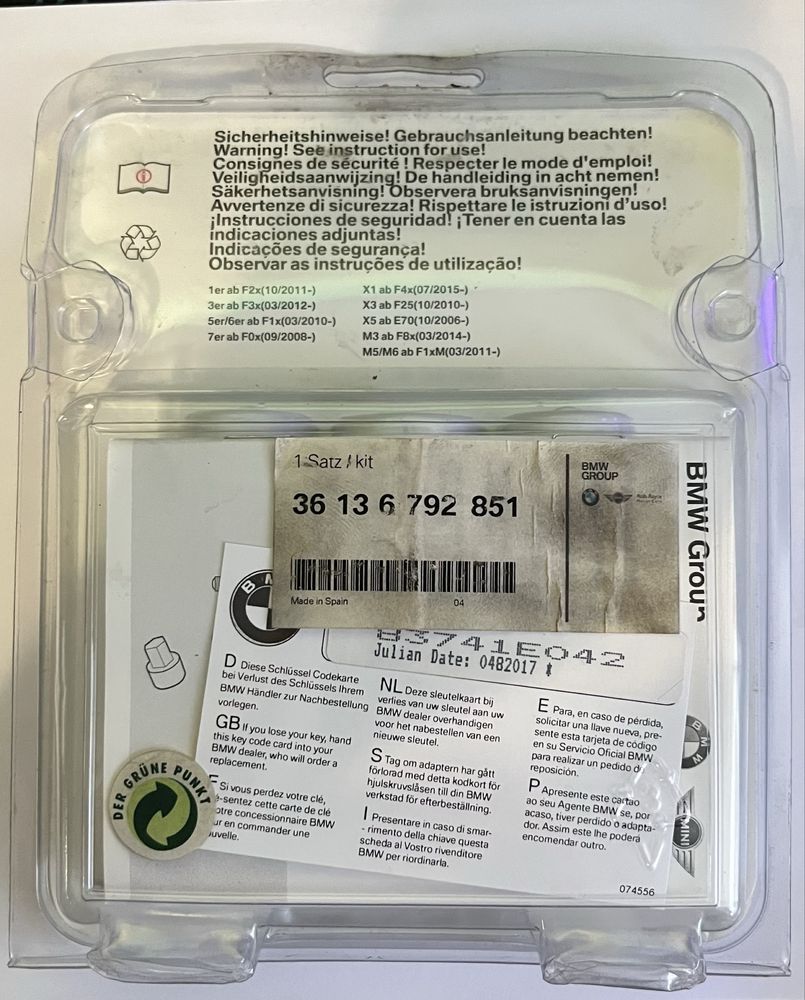 Sicherheitshinweise! Gebrauchsanleitung beachten!
Warning! See instruction for use!
Consignes de sécurité ! Respecter le mode d'emploi!
Veiligheidsaanwijzing! De handleiding in acht nemen!
Säkerhetsanvisning! Observera bruksanvisningen!
Avvertenze di sicurezza! Rispettare le istruzioni d'uso!
¡Instrucciones de seguridad! ¡Tener en cuenta las
indicaciones adjuntas!
Indicações de segurança!
Observar as instruções de utilização!
1er ab F2x(10/2011-)
3er ab F3x(03/2012-)
5er/6er ab F1x(03/2010-)
7er ab F0x(09/2008-)
X1 ab F4x(07/2015-)
X3 ab F25(10/2010-)
X5 ab E70(10/2006-)
M3 ab F8x(03/2014-)
M5/M6 ab F1xM(03/2011-)
1 Satz / kit
36 13 6 792 851
Made in Spain
04
BMW
GROUP
BMW Group
83741E042
Julian Date: 0482017
D Diese Schlüssel Codekarte
bei Verlust des Schlüssels Ihrem
BMW Händler zur Nachbestellung
vorlegen.
GB If you lose your key, hand
this key code card into your
BMW dealer, who will order a
replacement.
F Si vous perdez votre clé,
-sentez cette carte de clé
otre concessionnaire BMW
ur en commander une
uvelle.
NL Deze sleutelkaart bij
verlies van uw sleutel aan uw
BMW dealer overhandigen
voor het nabestellen van een
nieuwe sleutel.
S Tag om adaptern har gått
förlorad med detta kodkort för
hjulskruvslåsen till din BMW
verkstad för efterbeställning.
I Presentare in caso di smar-
- rimento della chiave questa
scheda al Vostro rivenditore
BMW per riordinarla.
E Para, en caso de pérdida,
solicitar una llave nueva, pre-
sente esta tarjeta de código
en su Servicio Oficial BMW
para realizar un pedido d
reposición.
P Apresente este cartao
ao seu Agente BMW se, por
acaso, tiver perdido o adapta-
dor. Assim este lhe poderá
encomendar outro.
074556
DER GRÜNE PUNKT
BMW
MINI